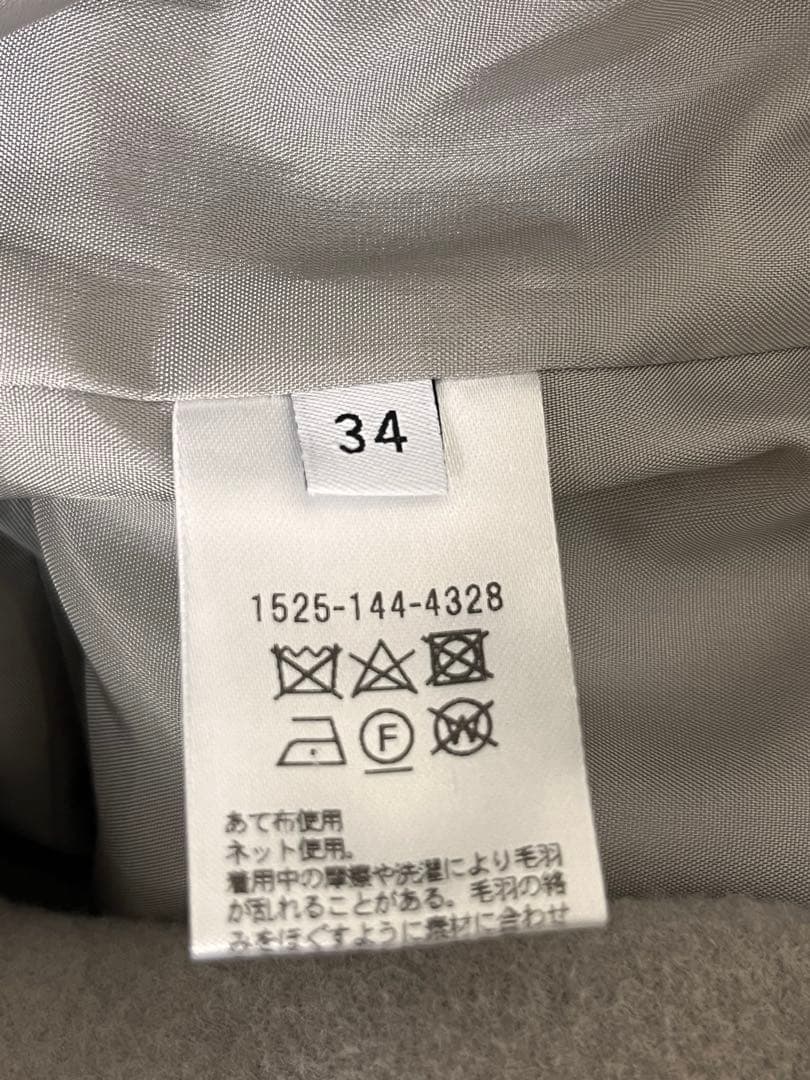 34
1525-144-4328
F
W
あて布使用
ネット使用。
着用中の摩擦や洗濯により毛羽
が乱れることがある。毛羽の絡
みをほぐすように素材に合わせ